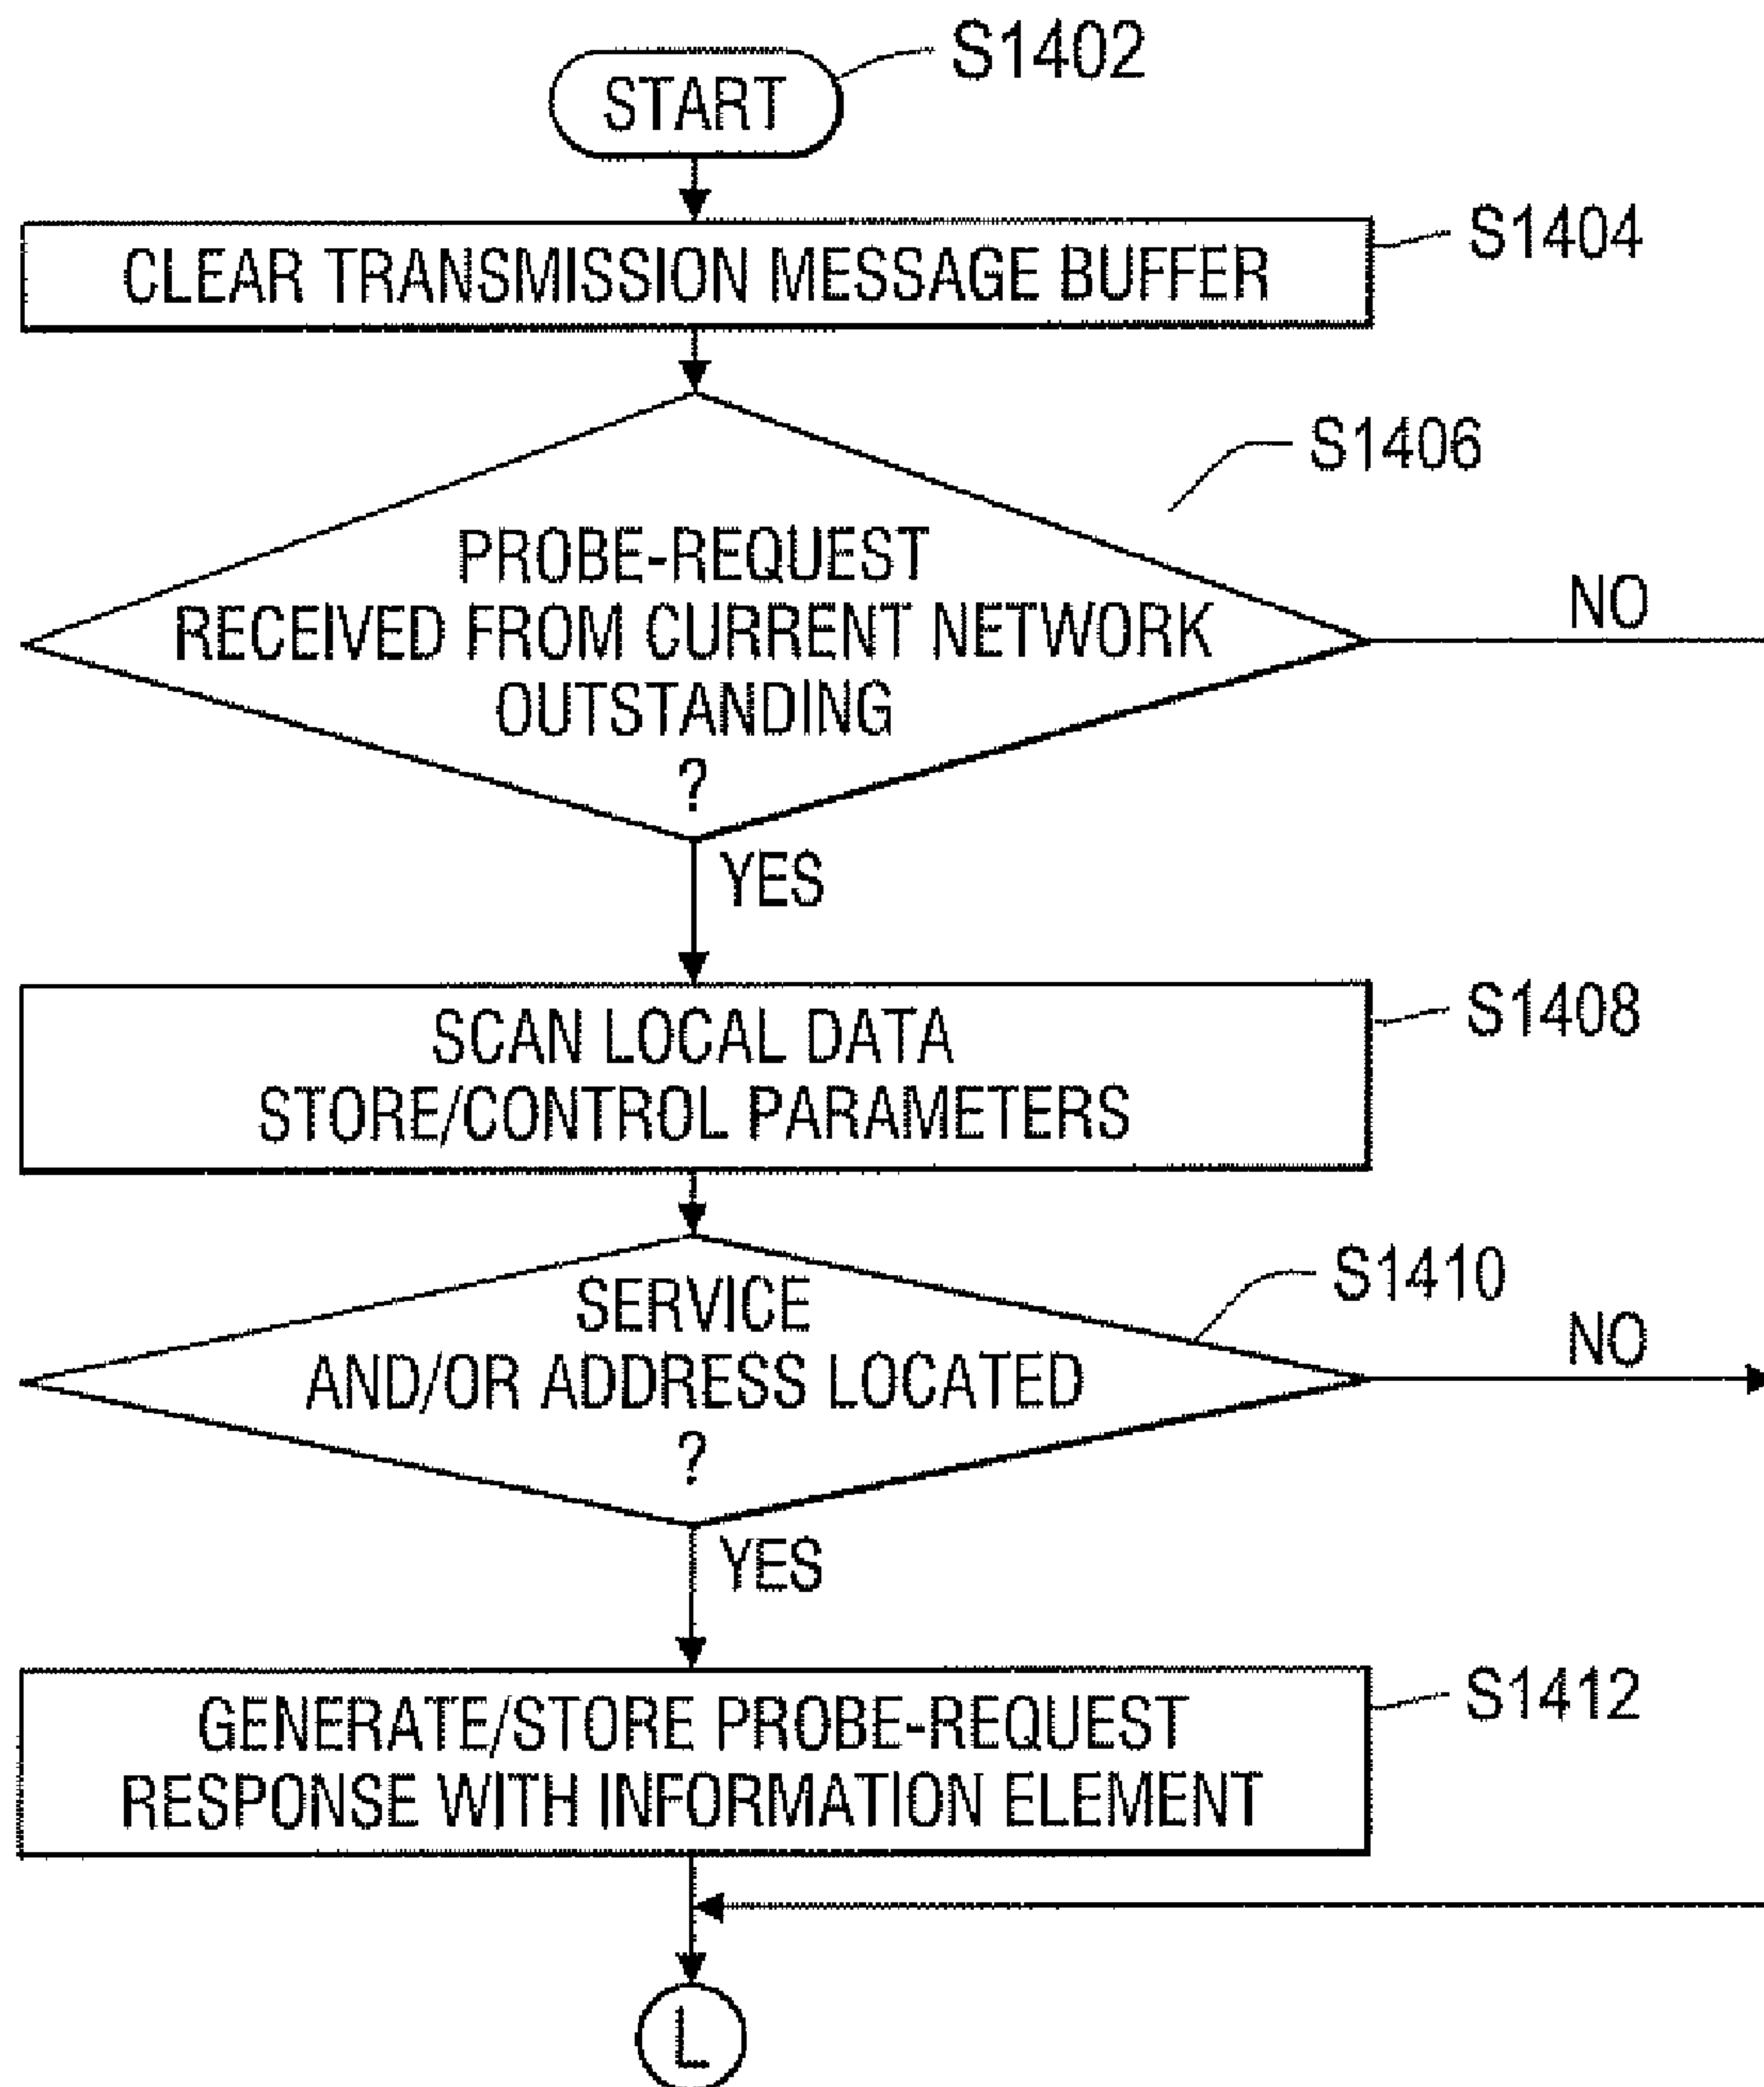 START
S1402
CLEAR TRANSMISSION MESSAGE BUFFER
S1404
PROBE-REQUEST
RECEIVED FROM CURRENT NETWORK
OUTSTANDING
?
S1406
NO
YES
SCAN LOCAL DATA
STORE/CONTROL PARAMETERS
S1408
SERVICE
AND/OR ADDRESS LOCATED
?
S1410
NO
YES
GENERATE/STORE PROBE-REQUEST
RESPONSE WITH INFORMATION ELEMENT
S1412
L